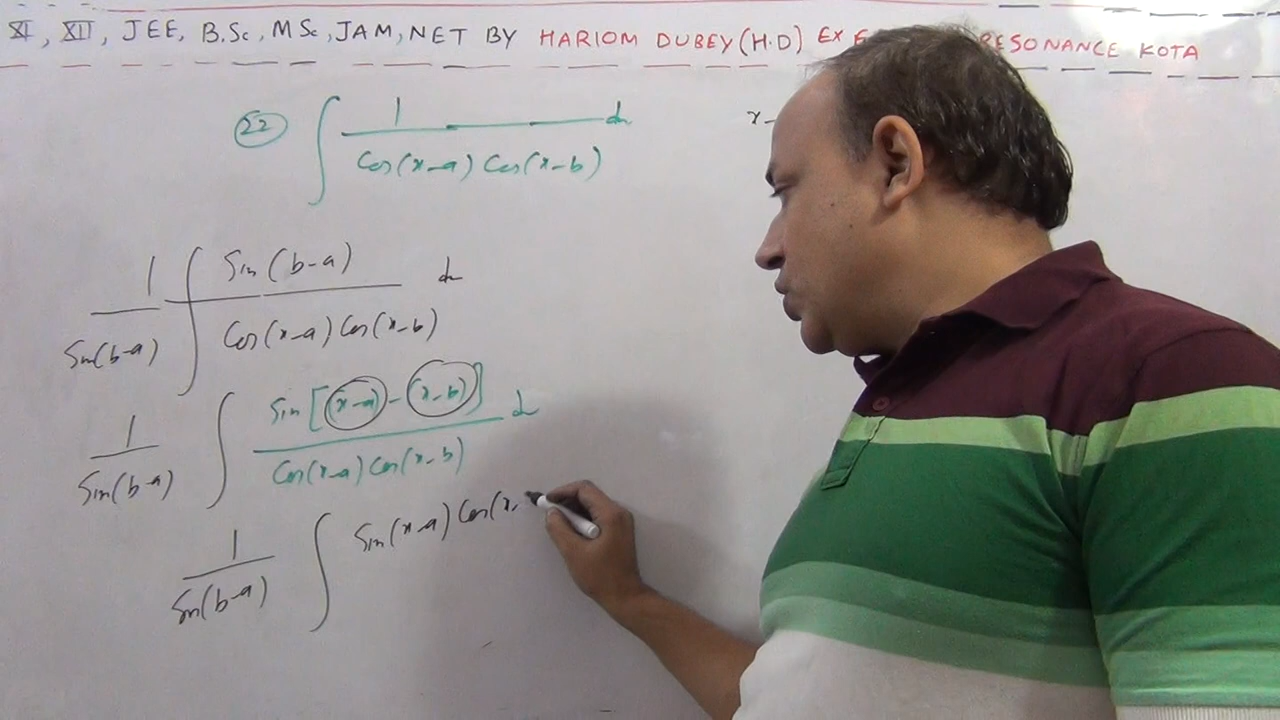 XI, XII, JEE, B.Sc, MSc, JAM, NET BY HARIOM DUBEY (H.D) EX RESONANCE KOTA
(22) ∫ 1 / Cos(x-a) Cos(x-b) dx
x-
1/Sin(b-a) ∫ Sin(b-a) / Cos(x-a) Cos(x-b) dx
1/Sin(b-a) ∫ Sin[(x-a)-(x-b)] / Cos(x-a) Cos(x-b) dx
1/Sin(b-a) ∫ Sin(x-a) Cos(x-